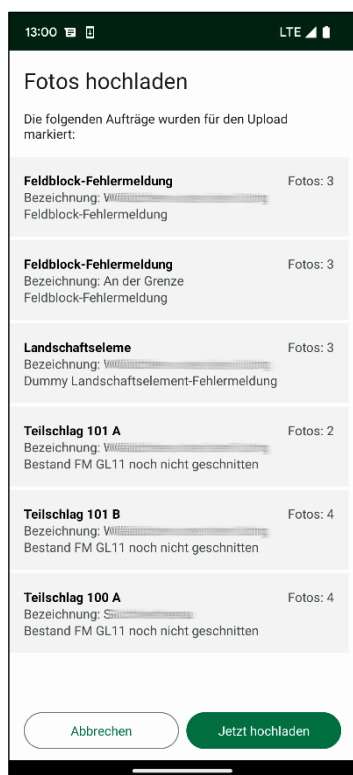 13:00
LTE
Fotos hochladen
Die folgenden Aufträge wurden für den Upload
markiert:
Feldblock-Fehlermeldung Fotos: 3
Bezeichnung:
Feldblock-Fehlermeldung
Feldblock-Fehlermeldung Fotos: 3
Bezeichnung: An der Grenze
Feldblock-Fehlermeldung
Landschaftseleme Fotos: 3
Bezeichnung:
Dummy Landschaftselement-Fehlermeldung
Teilschlag 101 A Fotos: 2
Bezeichnung:
Bestand FM GL11 noch nicht geschnitten
Teilschlag 101 B Fotos: 4
Bezeichnung:
Bestand FM GL11 noch nicht geschnitten
Teilschlag 100 A Fotos: 4
Bezeichnung:
Bestand FM GL11 noch nicht geschnitten
Abbrechen
Jetzt hochladen